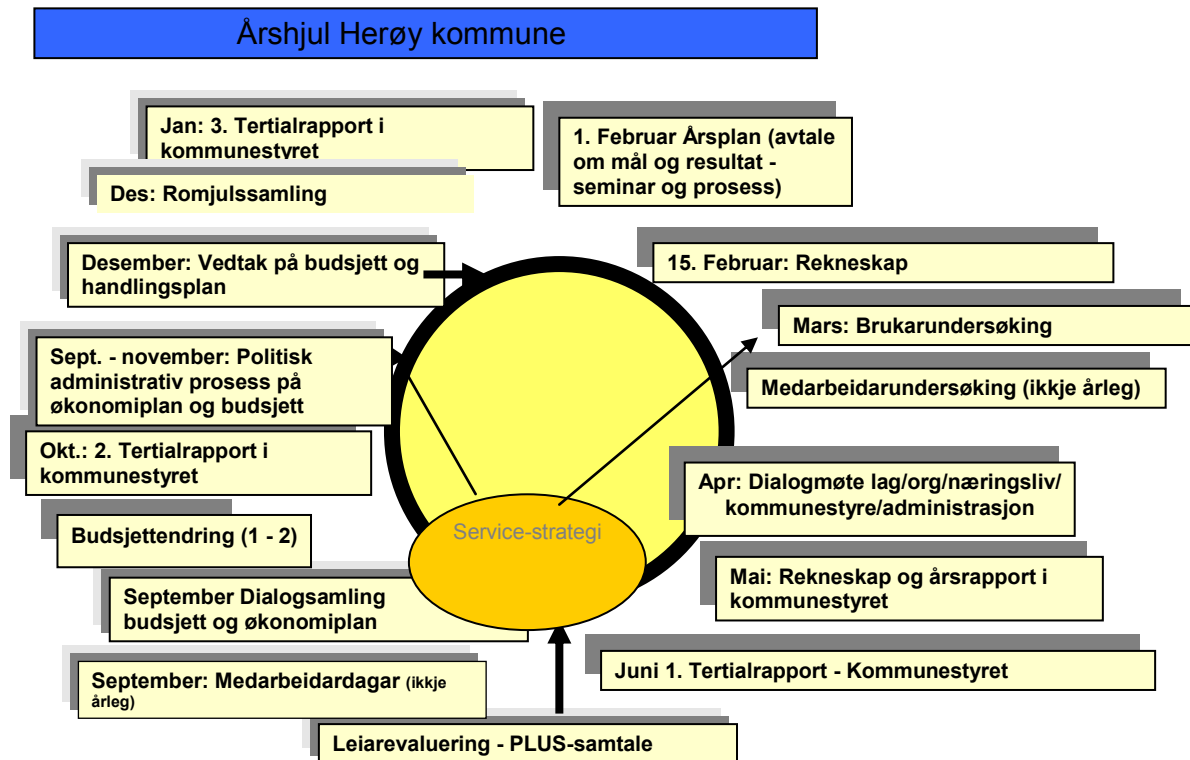 Årshjul Herøy kommune
Jan: 3. Tertialrapport i
kommunestyret
1. Februar Årsplan (avtale
om mål og resultat -
seminar og prosess)
Des: Romjulssamling
Desember: Vedtak på budsjett og
handlingsplan
15. Februar: Rekneskap
Mars: Brukarundersøking
Sept. - november: Politisk
administrativ prosess på
økonomiplan og budsjett
Medarbeidarundersøking (ikkje årleg)
Okt.: 2. Tertialrapport i
kommunestyret
Apr: Dialogmøte lag/org/næringsliv/
kommunestyre/administrasjon
Budsjettendring (1 - 2)
Service-strategi
Mai: Rekneskap og årsrapport i
kommunestyret
September Dialogsamling
budsjett og økonomiplan
Juni 1. Tertialrapport - Kommunestyret
September: Medarbeidardagar (ikkje
årleg)
Leiarevaluering - PLUS-samtale